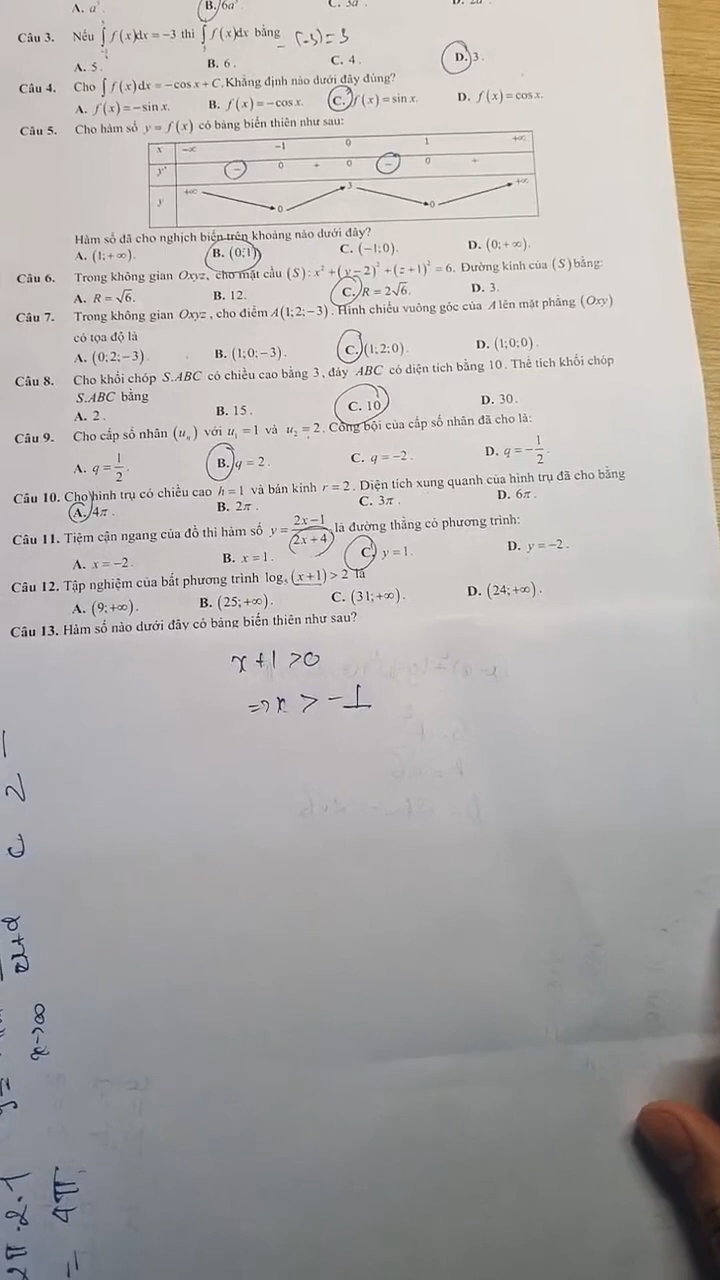 A. a B. 6a C. 3a
Câu 3. Nếu ∫ f(x)dx = −3 thì ∫ f(x)dx bằng − (−3) = 3
A. 5. B. 6. C. 4. D. 3.
Câu 4. Cho ∫ f(x)dx = −cos x + C. Khẳng định nào dưới đây đúng?
A. f(x) = −sin x. B. f(x) = −cos x. C. f(x) = sin x. D. f(x) = cos x.
Câu 5. Cho hàm số y = f(x) có bảng biến thiên như sau:
x −∞ −1 0 1 +∞
y' − 0 + 0 − 0 +
y +∞ 0 3 0 +∞
Hàm số đã cho nghịch biến trên khoảng nào dưới đây?
A. (1;+∞). B. (0;1) C. (−1;0). D. (0;+∞).
Câu 6. Trong không gian Oxyz, cho mặt cầu (S): x² + (y − 2)² + (z + 1)² = 6. Đường kính của (S) bằng:
A. R = √6. B. 12. C. R = 2√6. D. 3.
Câu 7. Trong không gian Oxyz, cho điểm A(1;2;−3). Hình chiếu vuông góc của A lên mặt phẳng (Oxy)
có tọa độ là
A. (0;2;−3). B. (1;0;−3). C. (1;2;0). D. (1;0;0).
Câu 8. Cho khối chóp S.ABC có chiều cao bằng 3, đáy ABC có diện tích bằng 10. Thể tích khối chóp
S.ABC bằng
A. 2. B. 15. C. 10 D. 30.
Câu 9. Cho cấp số nhân (uₙ) với u₁ = 1 và u₂ = 2. Công bội của cấp số nhân đã cho là:
A. q = 1/2. B. q = 2. C. q = −2. D. q = −1/2.
Câu 10. Cho hình trụ có chiều cao h = 1 và bán kính r = 2. Diện tích xung quanh của hình trụ đã cho bằng
A. 4π. B. 2π. C. 3π. D. 6π.
Câu 11. Tiệm cận ngang của đồ thị hàm số y = (2x−1)/(2x+4) là đường thẳng có phương trình:
A. x = −2. B. x = 1. C. y = 1. D. y = −2.
Câu 12. Tập nghiệm của bất phương trình log₅(x+1) > 2 là
A. (9;+∞). B. (25;+∞). C. (31;+∞). D. (24;+∞).
Câu 13. Hàm số nào dưới đây có bảng biến thiên như sau?
x + 1 > 0
=> x > −1
2π.2.1
= 4π